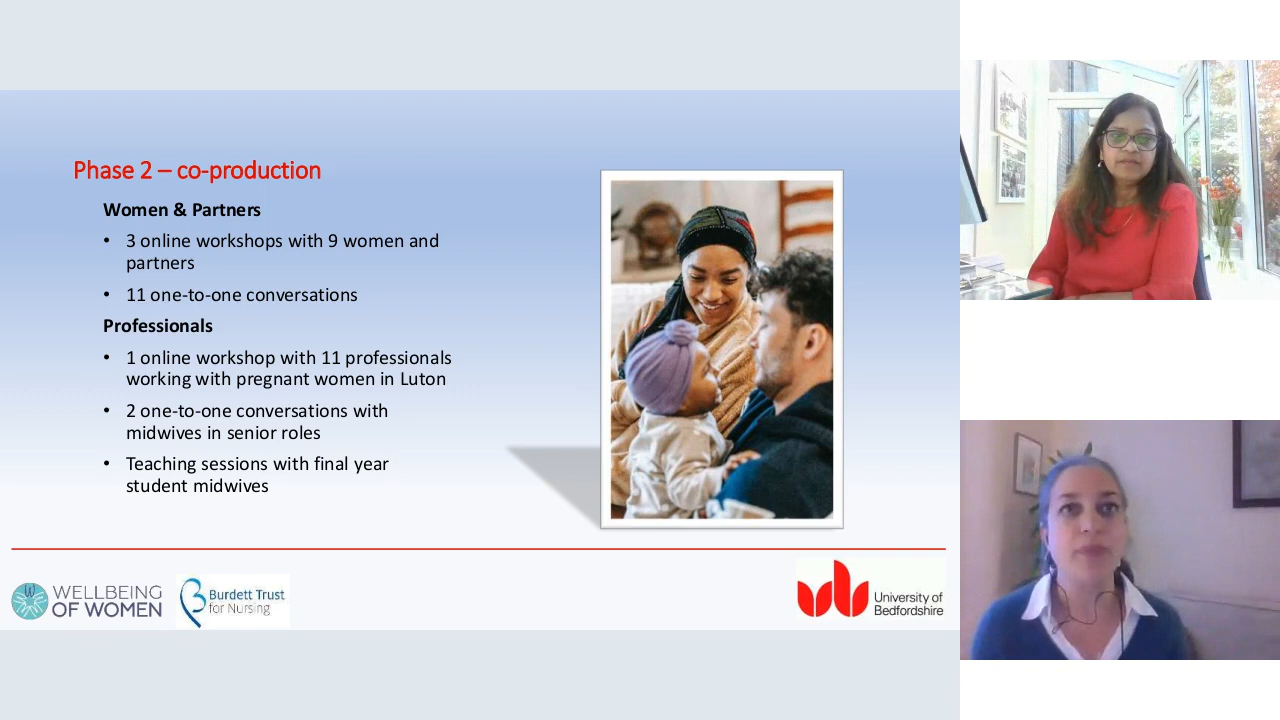 Phase 2 – co-production
Women & Partners
• 3 online workshops with 9 women and
partners
• 11 one-to-one conversations
Professionals
• 1 online workshop with 11 professionals
working with pregnant women in Luton
• 2 one-to-one conversations with
midwives in senior roles
• Teaching sessions with final year
student midwives
WELLBEING
OF WOMEN
Burdett Trust
for Nursing
University of
Bedfordshire